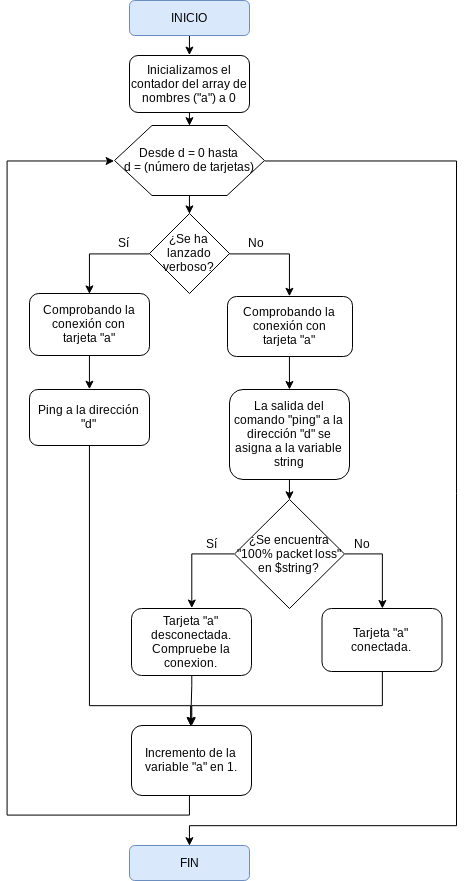 INICIO
Inicializamos el
contador del array de
nombres ("a") a 0
Desde d = 0 hasta
d = (número de tarjetas)
¿Se ha
lanzado
verboso?
Sí
No
Comprobando la
conexión con
tarjeta "a"
Comprobando la
conexión con
tarjeta "a"
Ping a la dirección
"d"
La salida del
comando "ping" a la
dirección "d" se
asigna a la variable
string
¿Se encuentra
"100% packet loss"
en $string?
Sí
No
Tarjeta "a"
desconectada.
Compruebe la
conexion.
Tarjeta "a"
conectada.
Incremento de la
variable "a" en 1.
FIN